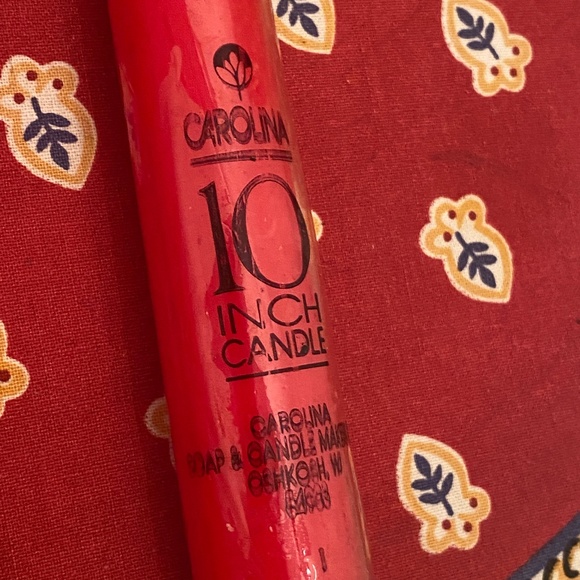 CAROLINA
10
INCH
CANDLE
CAROLINA
SOAP & CANDLE MAKERS
OSHKOSH, WI